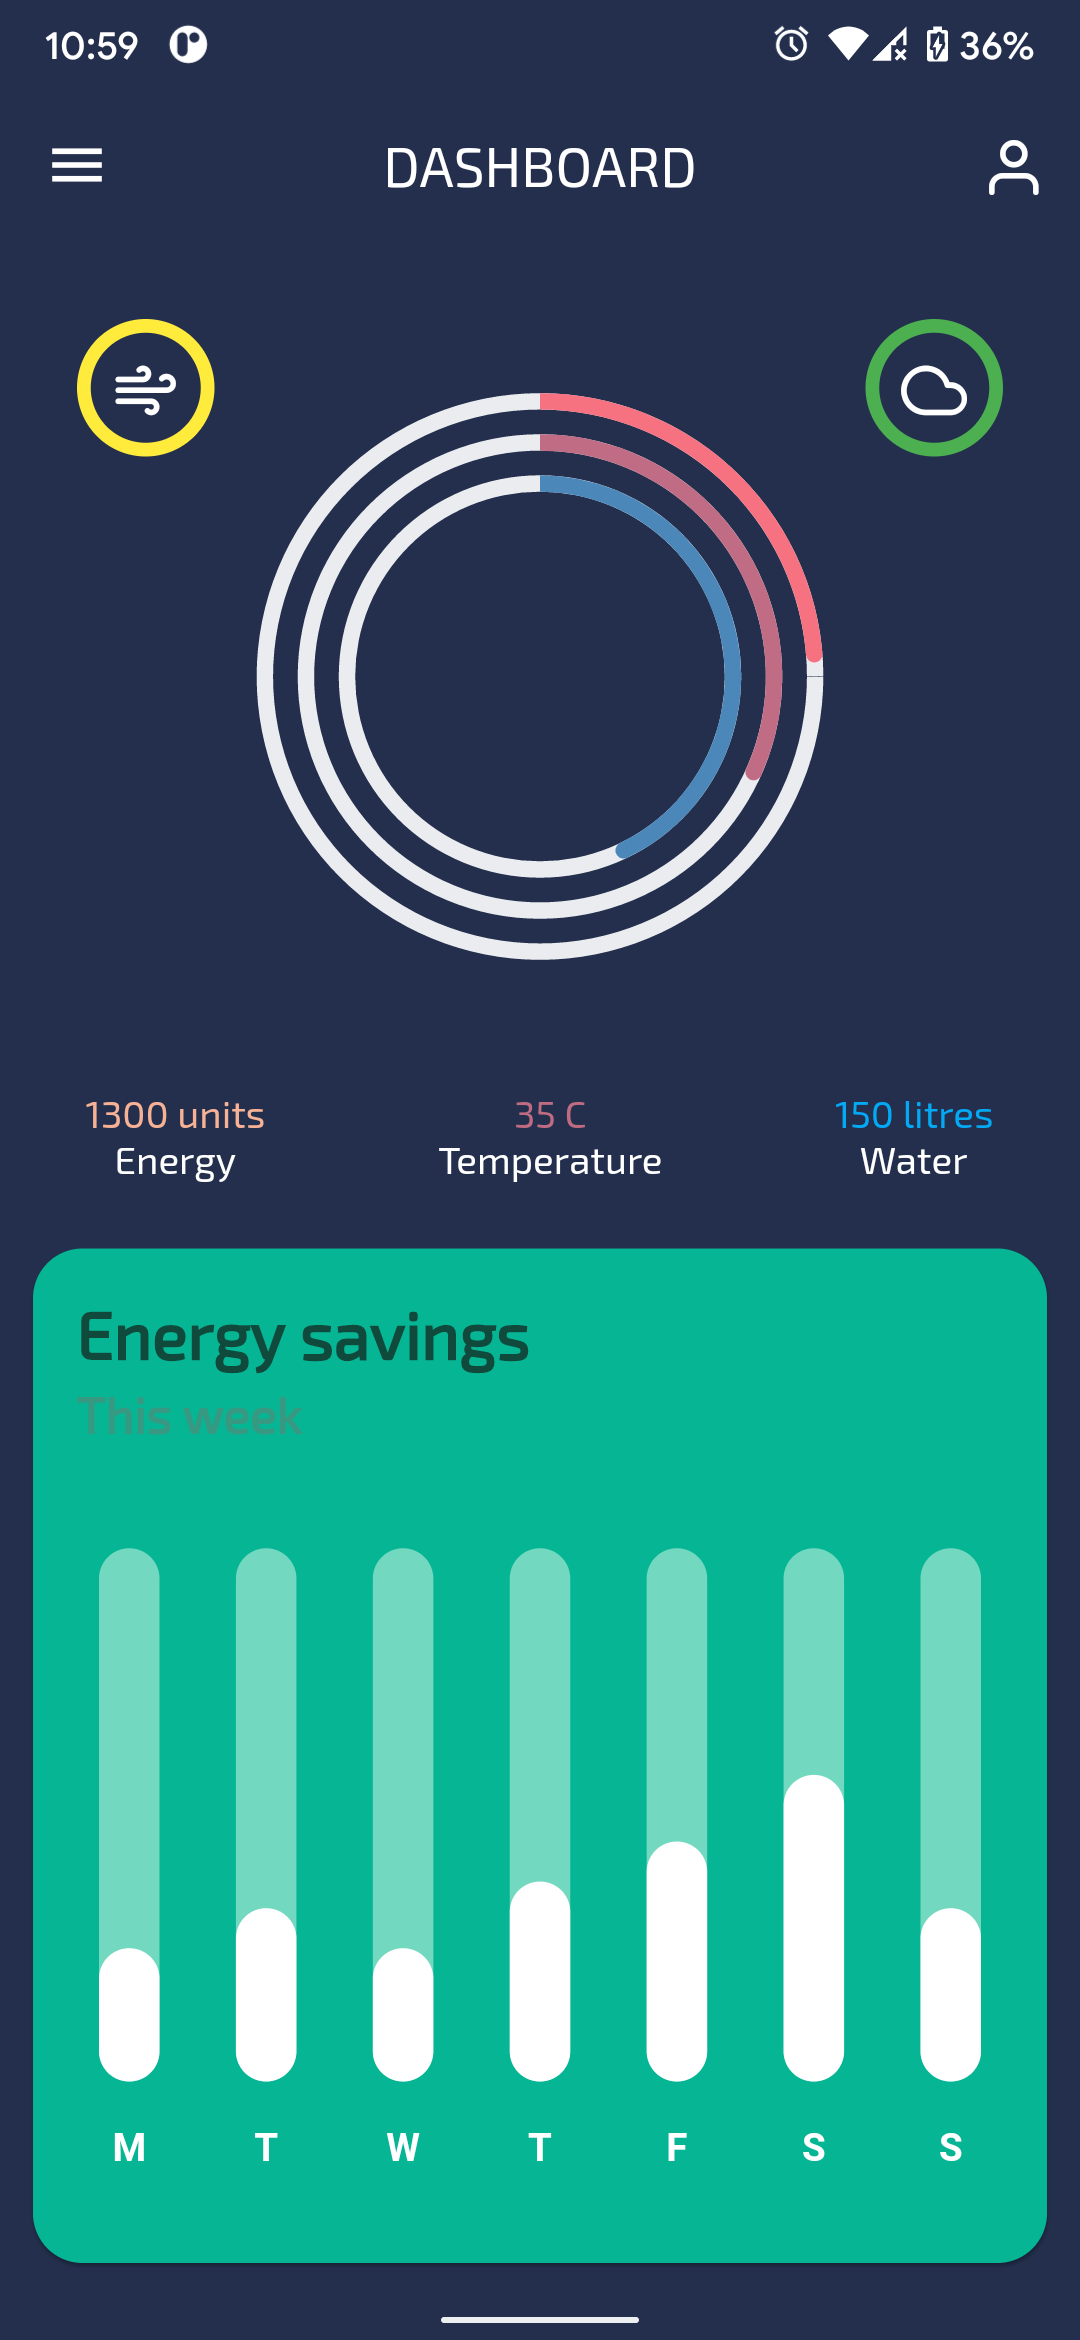 10:59
36%
DASHBOARD
1300 units
35 C
150 litres
Energy
Temperature
Water
Energy savings
This week
M T W T F S S